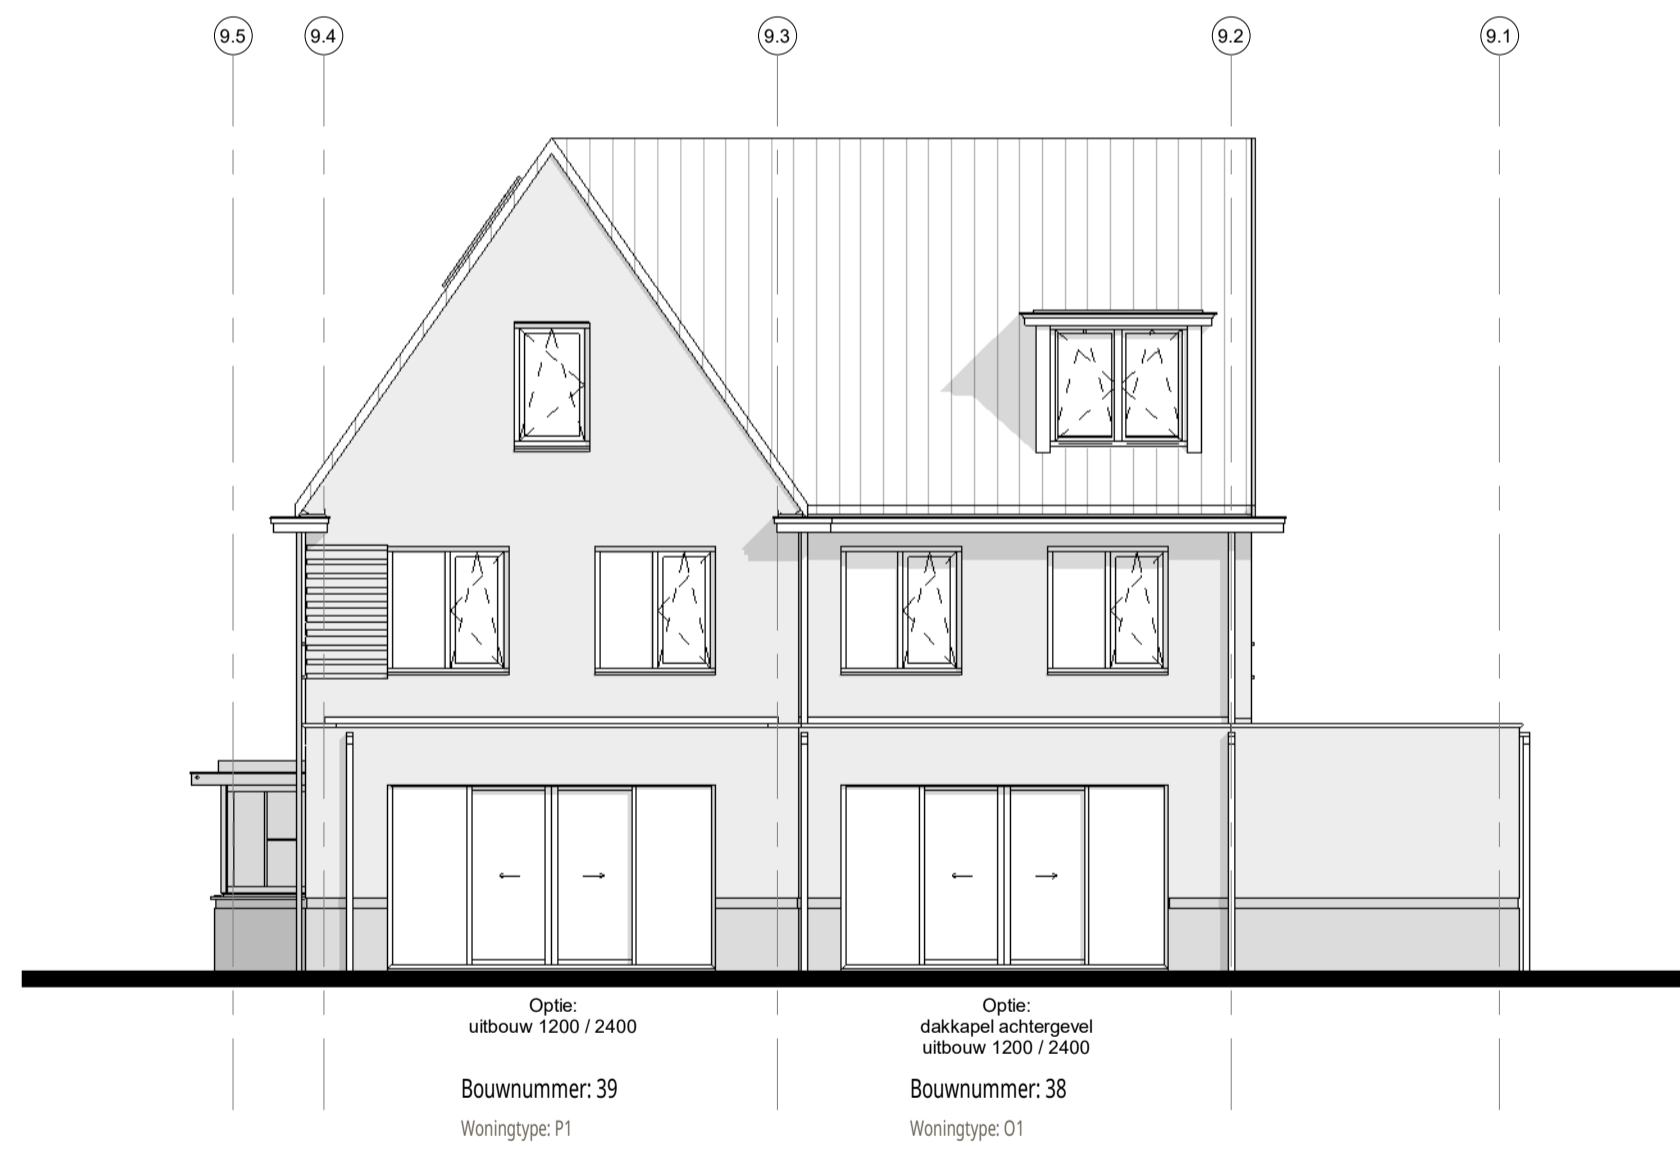 9.5
9.4
9.3
9.2
9.1
Optie:
uitbouw 1200 / 2400
Optie:
dakkapel achtergevel
uitbouw 1200 / 2400
Bouwnummer: 39
Woningtype: P1
Bouwnummer: 38
Woningtype: O1